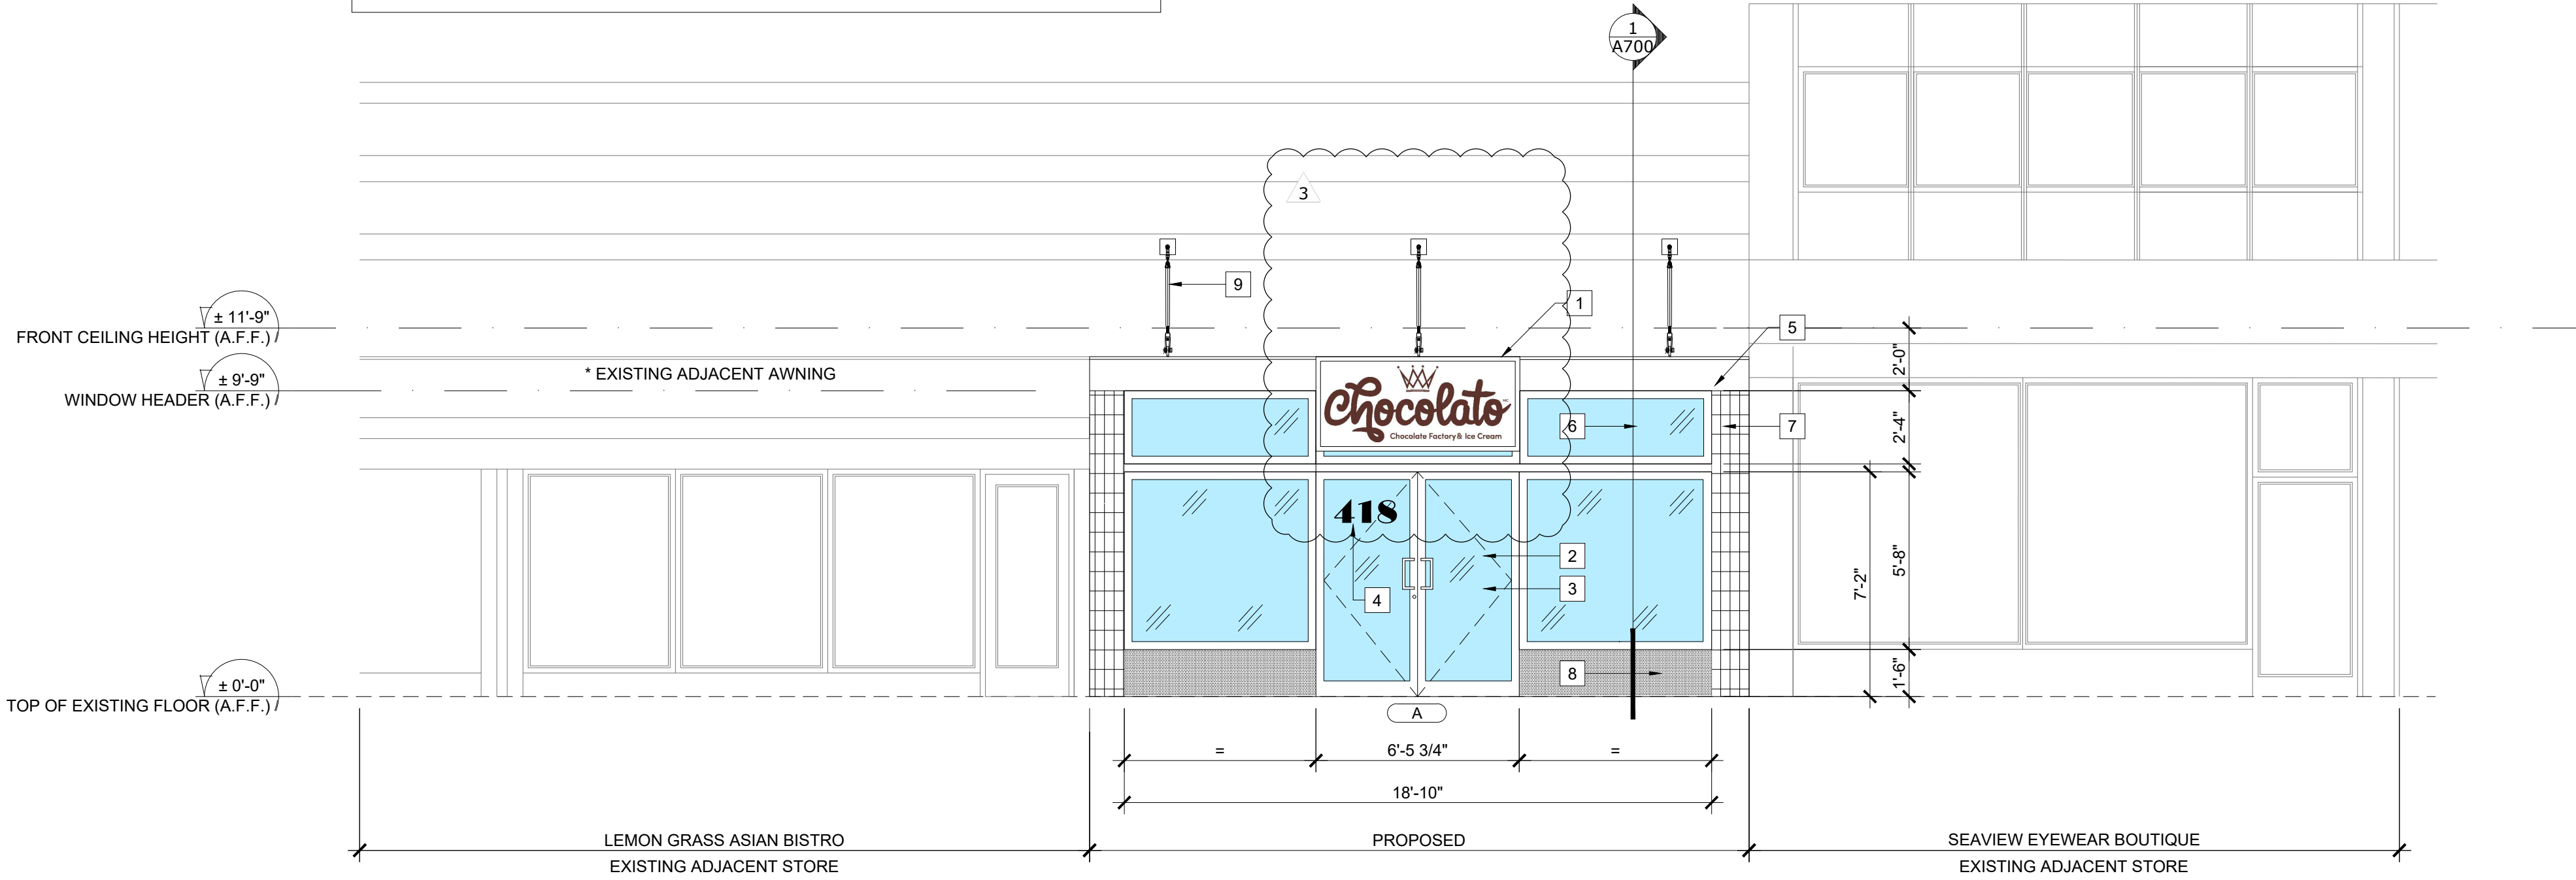 1
A700
3
9
1
± 11'-9"
FRONT CEILING HEIGHT (A.F.F.)
5
2'-0"
± 9'-9"
WINDOW HEADER (A.F.F.)
* EXISTING ADJACENT AWNING
Chocolato
Chocolate Factory & Ice Cream
6
7
2'-4"
418
2
3
4
5'-8"
7'-2"
8
1'-6"
± 0'-0"
TOP OF EXISTING FLOOR (A.F.F.)
A
=
6'-5 3/4"
=
18'-10"
LEMON GRASS ASIAN BISTRO
EXISTING ADJACENT STORE
PROPOSED
SEAVIEW EYEWEAR BOUTIQUE
EXISTING ADJACENT STORE